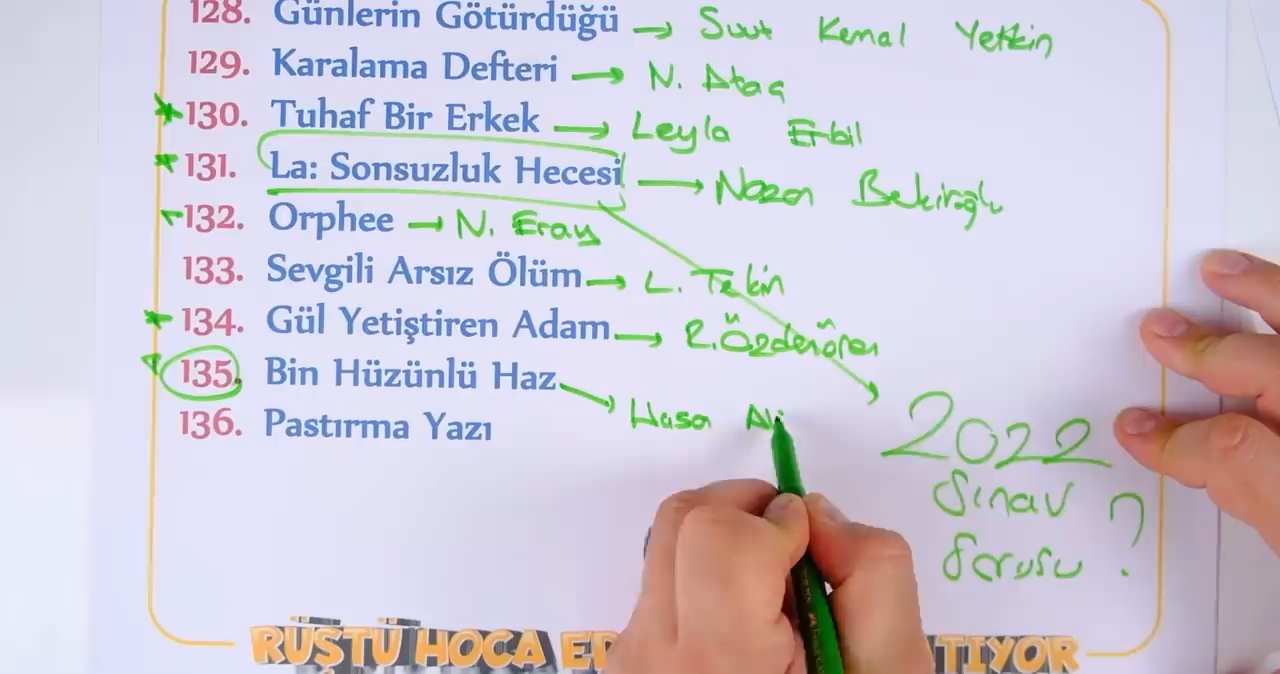 128. Günlerin Götürdüğü → Suut Kemal Yetkin
129. Karalama Defteri → N. Ataç
130. Tuhaf Bir Erkek → Leyla Erbil
131. La: Sonsuzluk Hecesi → Nazan Bekiroğlu
132. Orphee → N. Eray
133. Sevgili Arsız Ölüm → L. Tekin
134. Gül Yetiştiren Adam → R. Özdenören
135. Bin Hüzünlü Haz → Hasan Ali
136. Pastırma Yazı
2022
Sınav
Sorusu ?
RÜŞTÜ HOCA